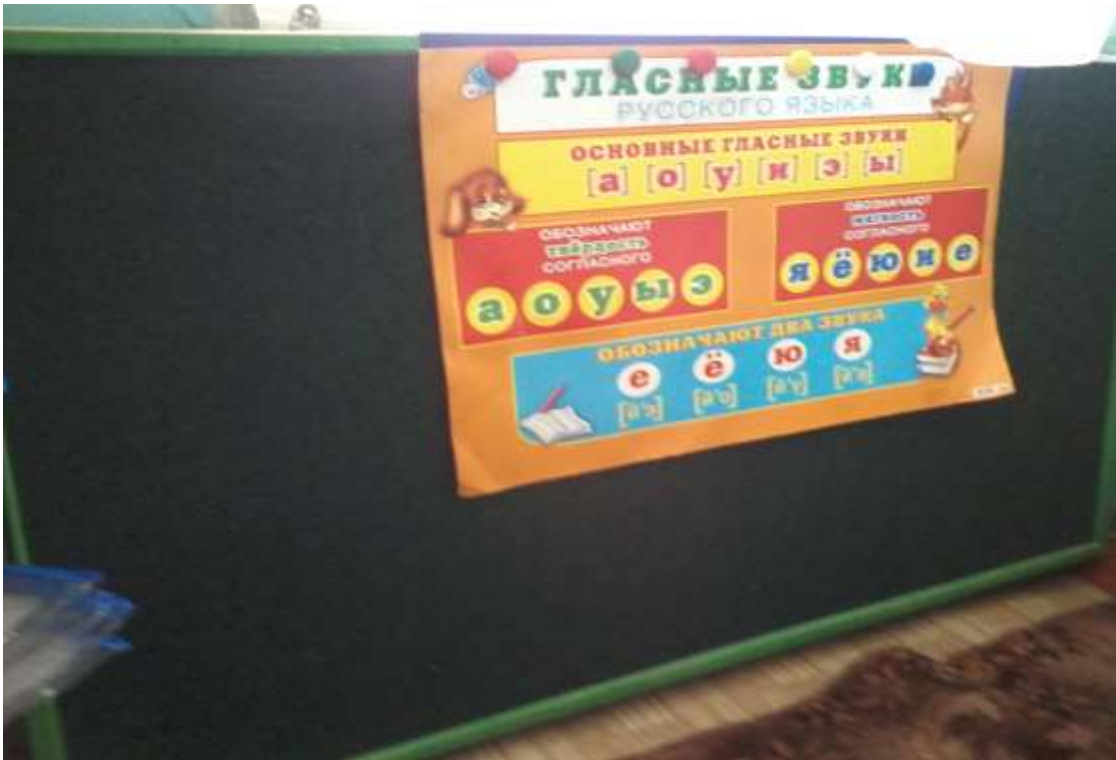 ГЛАСНЫЕ ЗВУКИ
РУССКОГО ЯЗЫКА
ОСНОВНЫЕ ГЛАСНЫЕ ЗВУКИ
[а] [о] [у] [и] [э] [ы]
ОБОЗНАЧАЮТ
твёрдость
СОГЛАСНОГО
а о у ы э
ОБОЗНАЧАЮТ
мягкость
СОГЛАСНОГО
я ё ю и е
ОБОЗНАЧАЮТ ДВА ЗВУКА
е ё ю я
[й'э] [й'о] [й'у] [й'а]